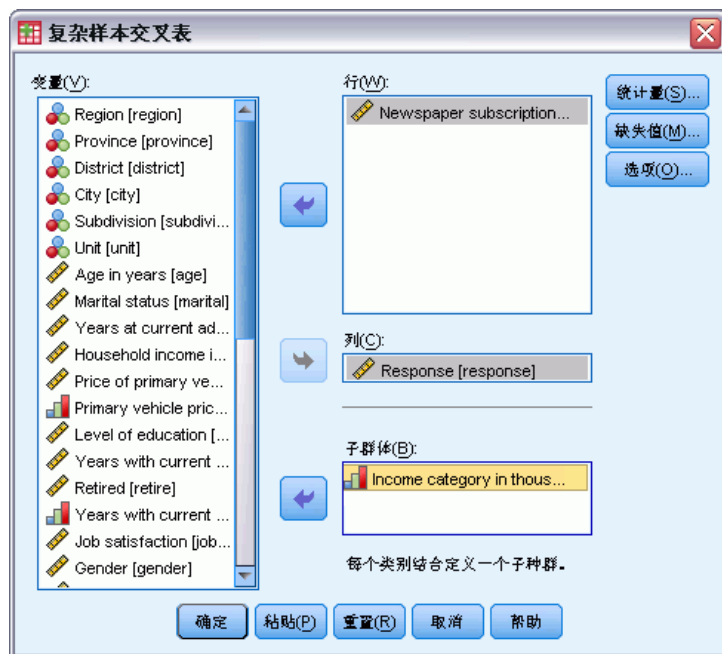 复杂样本交叉表
变量(V):
Region [region]
Province [province]
District [district]
City [city]
Subdivision [subdivi...
Unit [unit]
Age in years [age]
Marital status [marital]
Years at current ad...
Household income i...
Price of primary ve...
Primary vehicle pric...
Level of education [...
Years with current ...
Retired [retire]
Years with current ...
Job satisfaction [job...
Gender [gender]
行(W):
Newspaper subscription...
列(C):
Response [response]
子群体(B):
Income category in thous...
每个类别结合定义一个子种群。
统计量(S)...
缺失值(M)...
选项(O)...
确定
粘贴(P)
重置(R)
取消
帮助